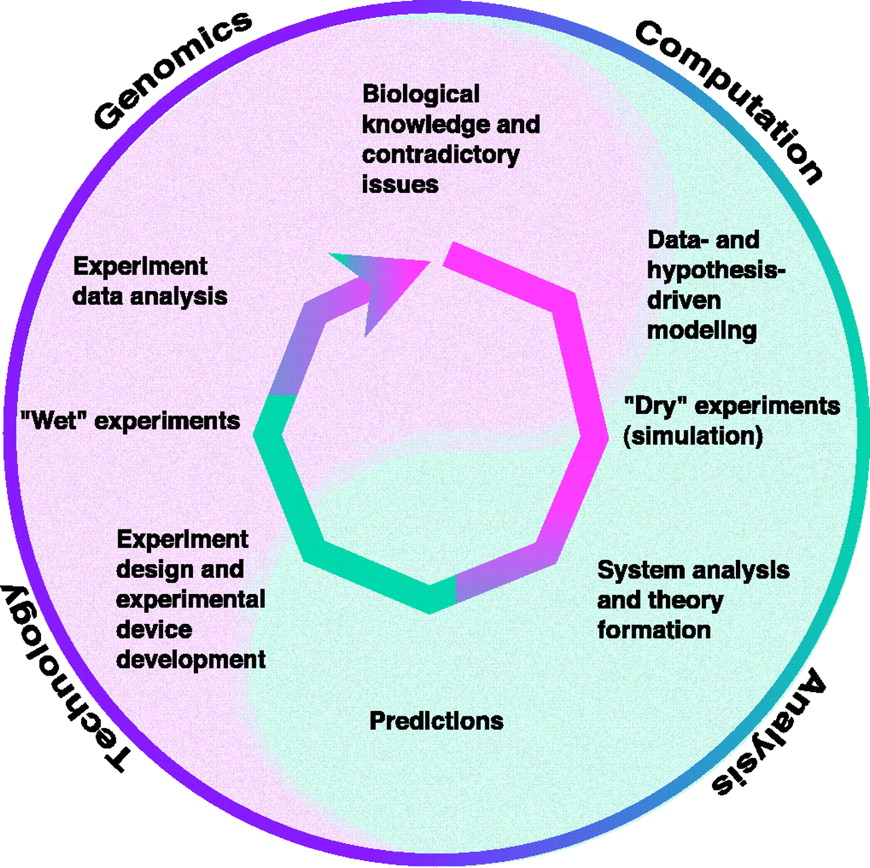 Genomics
Computation
Biological
knowledge and
contradictory
issues
Data- and
hypothesis-
driven
modeling
Experiment
data analysis
"Dry" experiments
(simulation)
"Wet" experiments
Experiment
design and
experimental
device
development
System analysis
and theory
formation
Predictions
Technology
Analysis